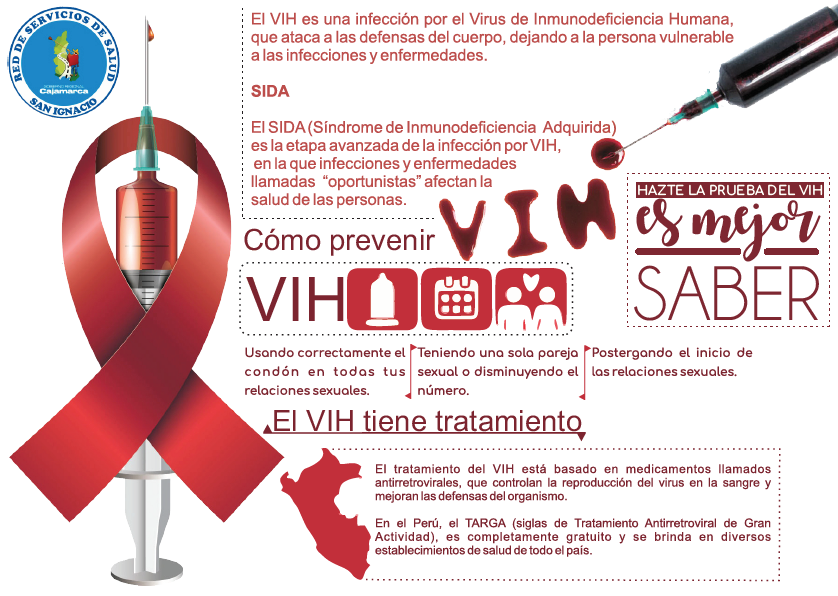 RED DE SERVICIOS DE SALUD
GOBIERNO REGIONAL
Cajamarca
SAN IGNACIO
El VIH es una infección por el Virus de Inmunodeficiencia Humana,
que ataca a las defensas del cuerpo, dejando a la persona vulnerable
a las infecciones y enfermedades.
SIDA
El SIDA (Síndrome de Inmunodeficiencia Adquirida)
es la etapa avanzada de la infección por VIH,
en la que infecciones y enfermedades
llamadas “oportunistas” afectan la
salud de las personas.
VIH
HAZTE LA PRUEBA DEL VIH
es mejor
SABER
Cómo prevenir
VIH
Usando correctamente el
condón en todas tus
relaciones sexuales.
Teniendo una sola pareja
sexual o disminuyendo el
número.
Postergando el inicio de
las relaciones sexuales.
El VIH tiene tratamiento
El tratamiento del VIH está basado en medicamentos llamados
antirretrovirales, que controlan la reproducción del virus en la sangre y
mejoran las defensas del organismo.
En el Perú, el TARGA (siglas de Tratamiento Antirretroviral de Gran
Actividad), es completamente gratuito y se brinda en diversos
establecimientos de salud de todo el país.